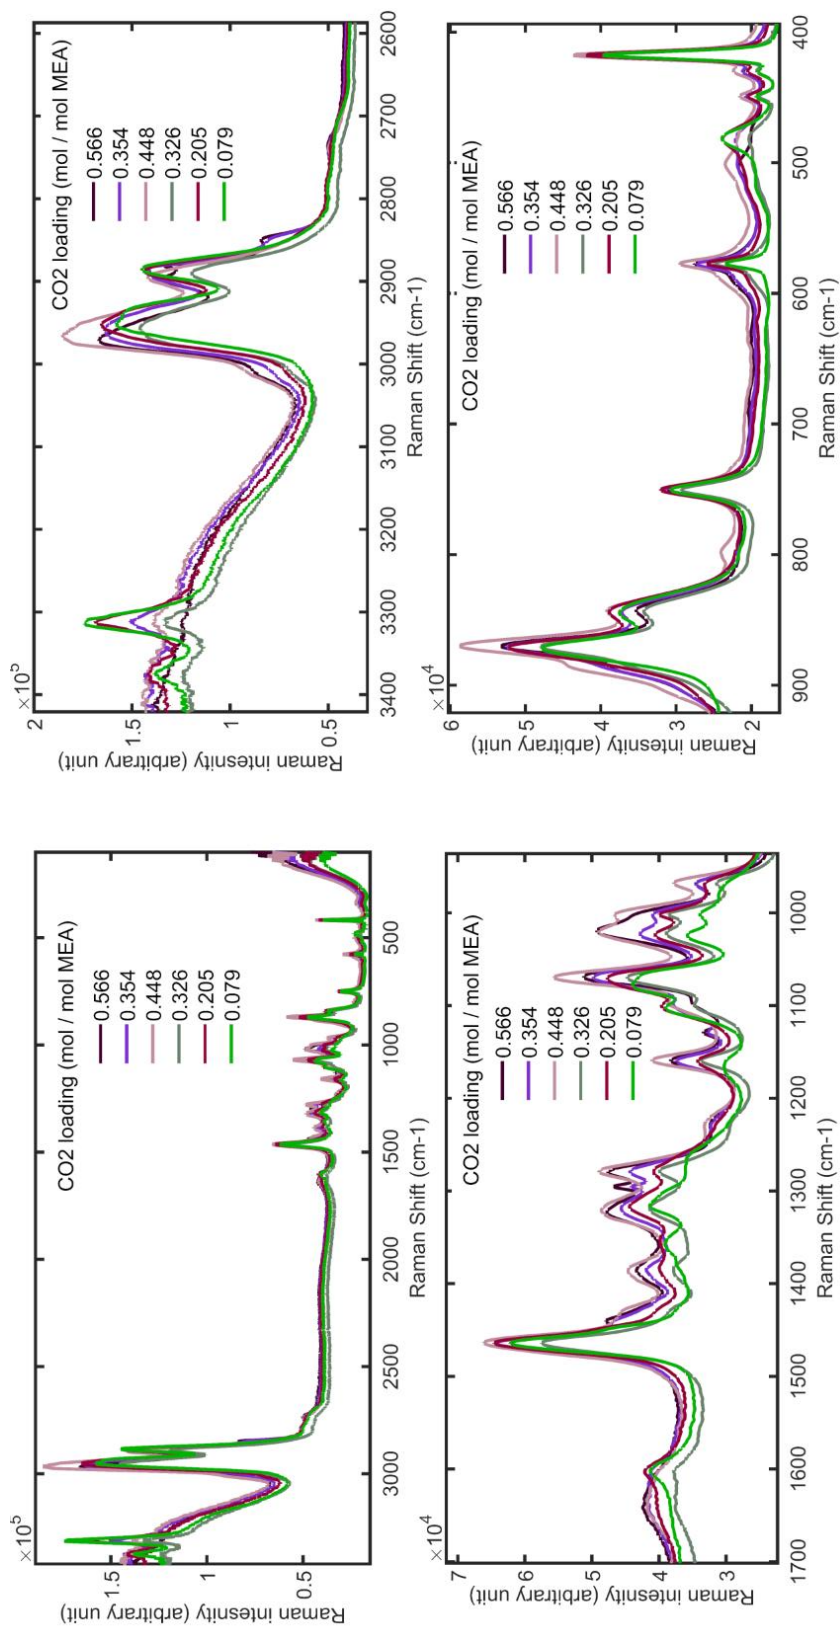 ×10⁵
Raman intesnity (arbitrary unit)
1.5
1
0.5
CO2 loading (mol / mol MEA)
0.566
0.354
0.448
0.326
0.205
0.079
3000 2500 2000 1500 1000 500
Raman Shift (cm-1)
×10⁵
Raman intesnity (arbitrary unit)
2
1.5
1
0.5
CO2 loading (mol / mol MEA)
0.566
0.354
0.448
0.326
0.205
0.079
3400 3300 3200 3100 3000 2900 2800 2700 2600
Raman Shift (cm-1)
×10⁴
Raman intesnity (arbitrary unit)
7
6
5
4
3
CO2 loading (mol / mol MEA)
0.566
0.354
0.448
0.326
0.205
0.079
1700 1600 1500 1400 1300 1200 1100 1000
Raman Shift (cm-1)
×10⁴
Raman intesnity (arbitrary unit)
6
5
4
3
2
CO2 loading (mol / mol MEA)
0.566
0.354
0.448
0.326
0.205
0.079
900 800 700 600 500 400
Raman Shift (cm-1)